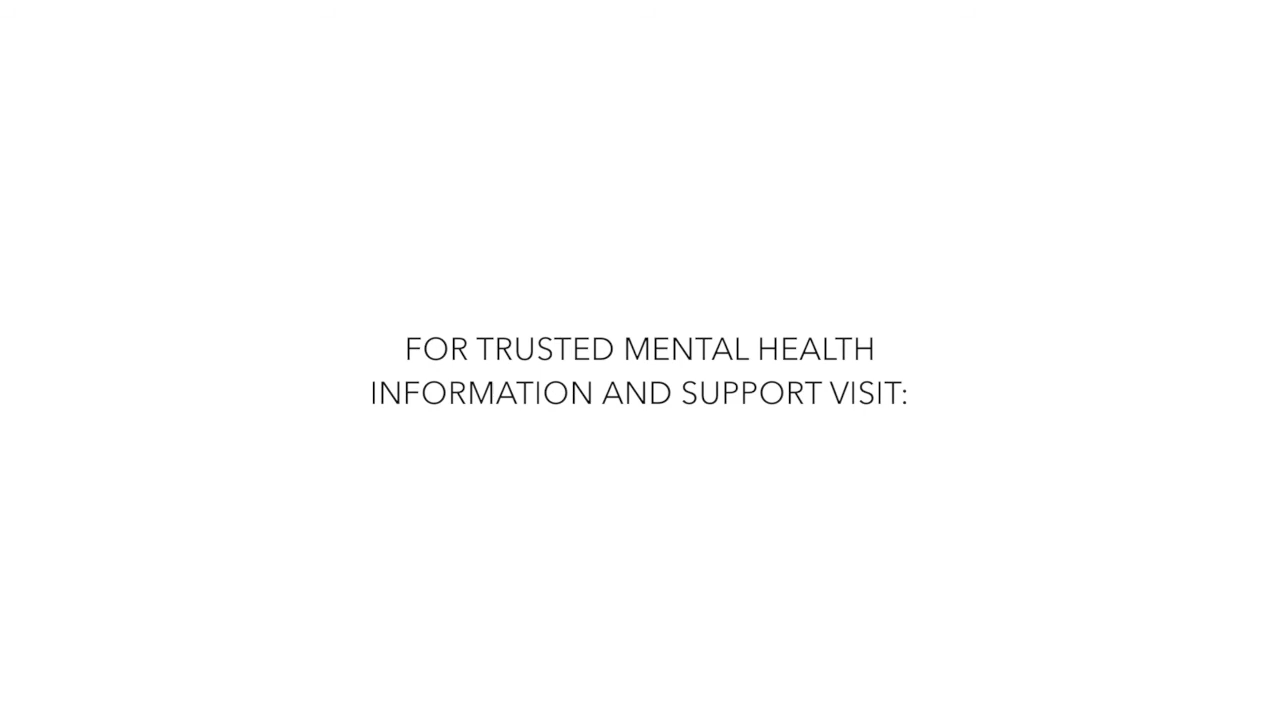 FOR TRUSTED MENTAL HEALTH
INFORMATION AND SUPPORT VISIT: